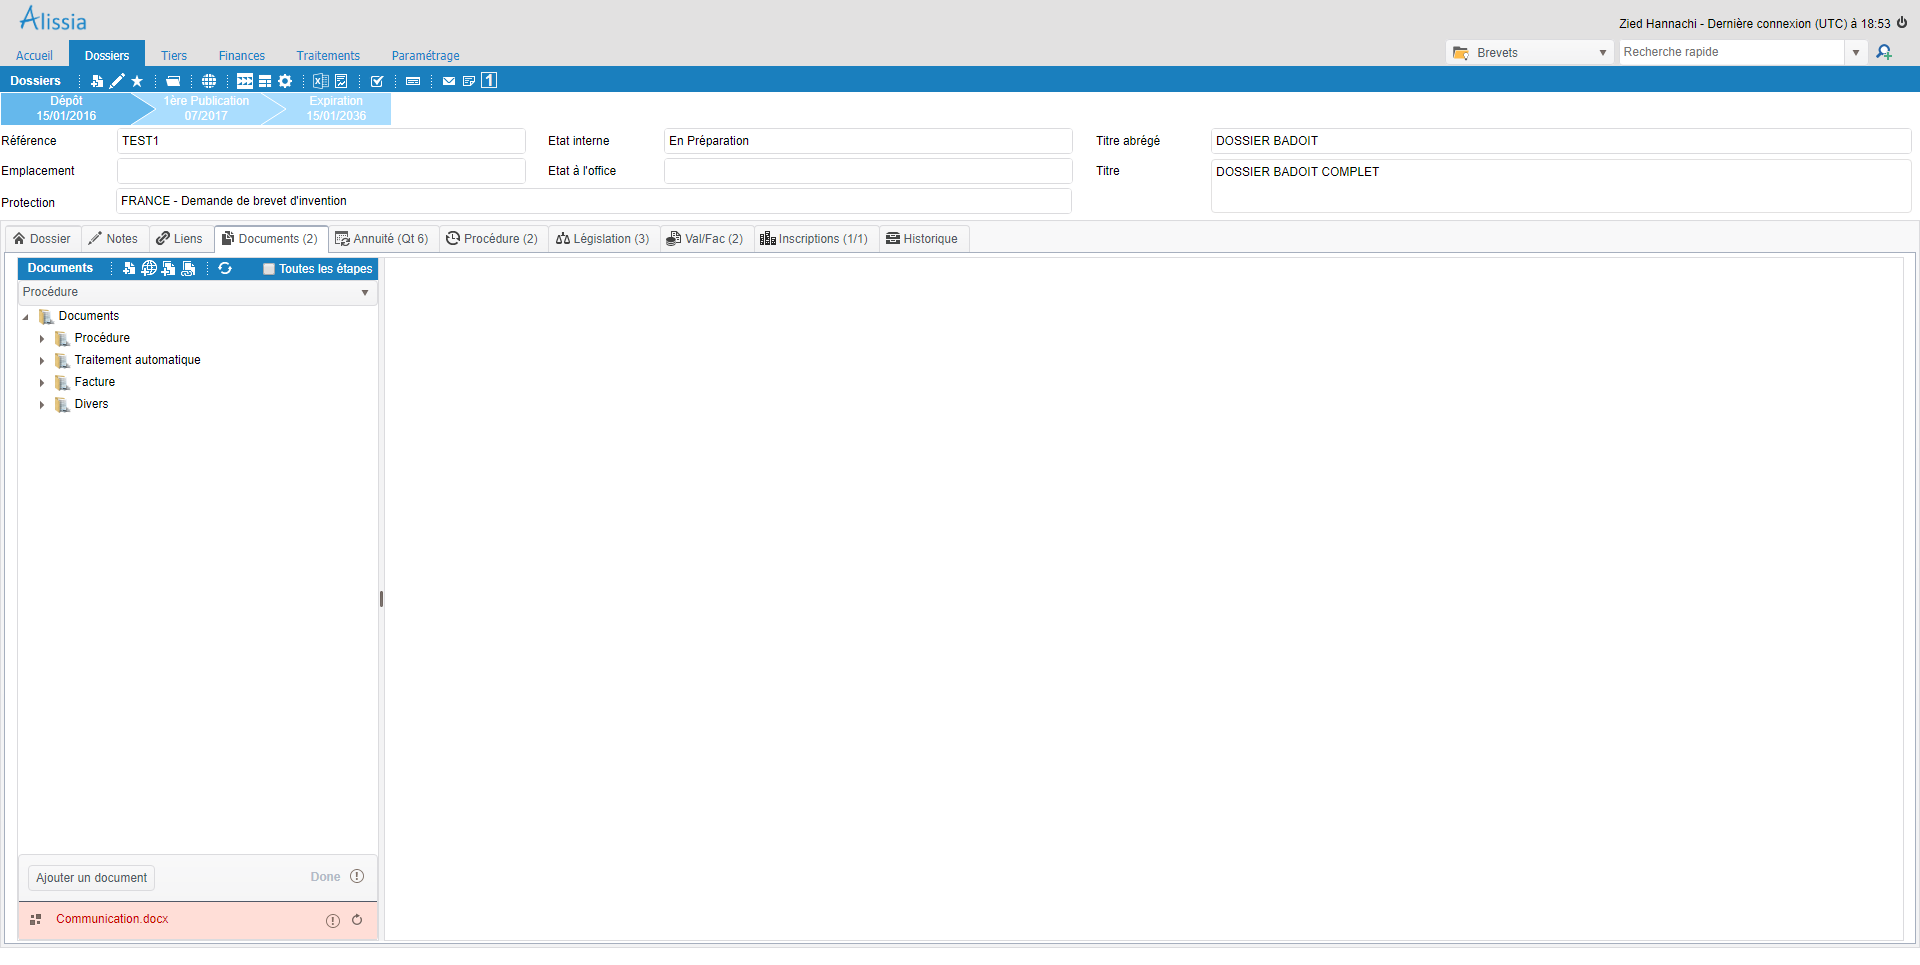 Alissia
Zied Hannachi - Dernière connexion (UTC) à 18:53
Accueil Dossiers Tiers Finances Traitements Paramétrage
Brevets Recherche rapide
Dossiers 1
Dépôt 1ère Publication Expiration
15/01/2016 07/2017 15/01/2036
Référence TEST1 Etat interne En Préparation Titre abrégé DOSSIER BADOIT
Emplacement Etat à l'office Titre DOSSIER BADOIT COMPLET
Protection FRANCE - Demande de brevet d'invention
Dossier Notes Liens Documents (2) Annuité (Qt 6) Procédure (2) Législation (3) Val/Fac (2) Inscriptions (1/1) Historique
Documents Toutes les étapes
Procédure
Documents
Procédure
Traitement automatique
Facture
Divers
Ajouter un document Done
Communication.docx